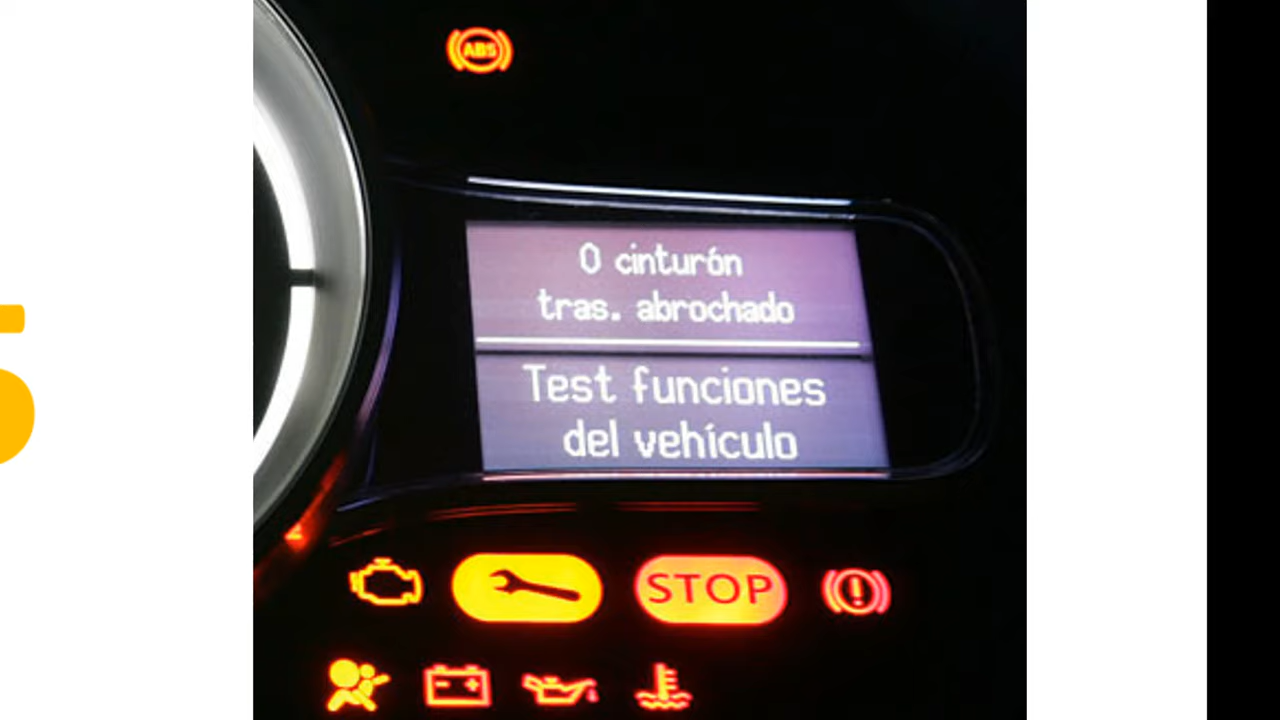 ABS
0 cinturón
tras. abrochado
Test funciones
del vehículo
STOP